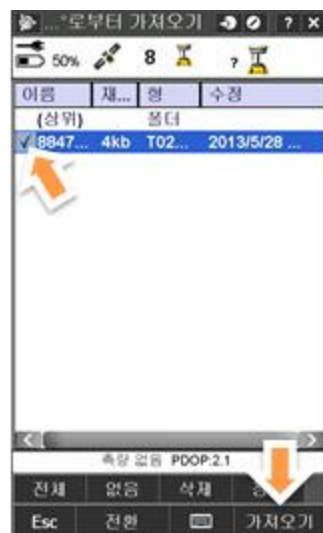 ...°로부터 가져오기 ? ×
50% 8 ?
이름 재... 형 수정
(상위) 폴더
√ 8847... 4kb T02... 2013/5/28 ...
측량 없음 PDOP:2.1
전체 없음 삭제
Esc 전환 가져오기